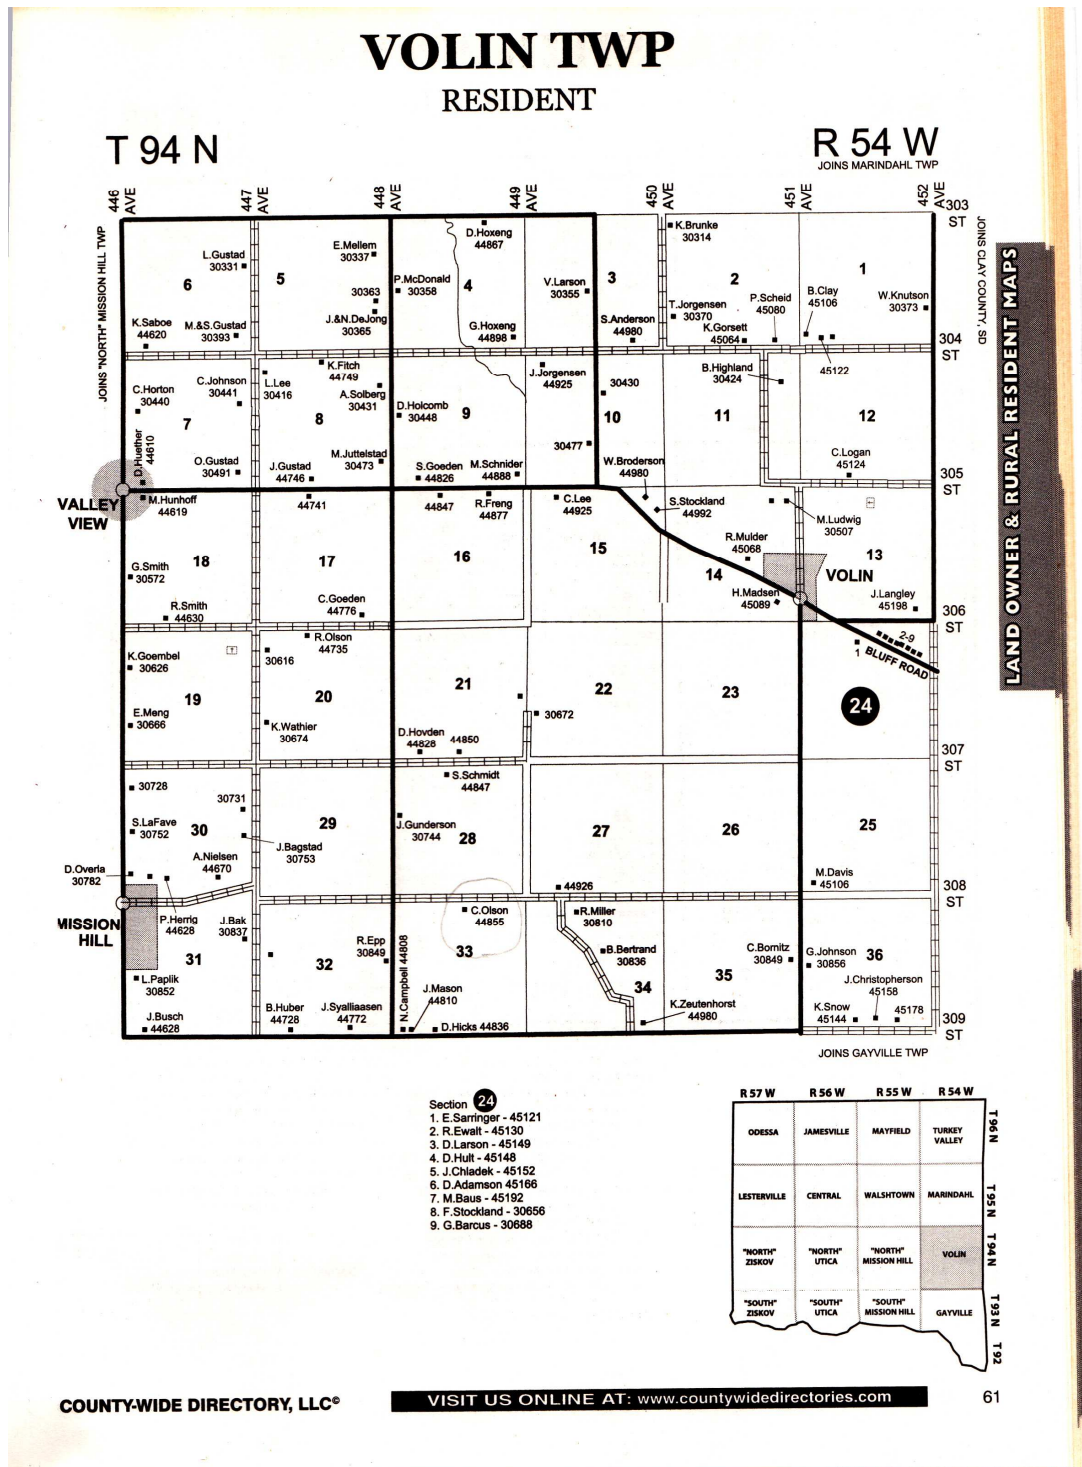 VOLIN TWP
RESIDENT
T 94 N
R 54 W
JOINS MARINDAHL TWP
446 AVE
447 AVE
448 AVE
449 AVE
450 AVE
451 AVE
452 AVE
303 ST
JOINS "NORTH" MISSION HILL TWP
JOINS CLAY COUNTY, SD
LAND OWNER & RURAL RESIDENT MAPS
6
L.Gustad
30331
K.Saboe
44620
M.&S.Gustad
30393
5
E.Mellem
30337
30363
J.&N.DeJong
30365
4
D.Hoxeng
44867
P.McDonald
30358
V.Larson
30355
G.Hoxeng
44898
3
S.Anderson
44980
2
K.Brunke
30314
T.Jorgensen
30370
P.Scheid
45080
K.Gorsett
45064
1
B.Clay
45106
W.Knutson
30373
45122
304 ST
7
C.Horton
30440
C.Johnson
30441
D.Huether
44610
O.Gustad
30491
8
K.Fitch
44749
L.Lee
30416
A.Solberg
30431
J.Gustad
44746
M.Juttelstad
30473
9
D.Holcomb
30448
J.Jorgensen
44925
30477
S.Goeden
44826
M.Schnider
44888
10
30430
W.Broderson
44980
11
B.Highland
30424
12
C.Logan
45124
305 ST
VALLEY VIEW
18
M.Hunhoff
44619
G.Smith
30572
R.Smith
44630
17
44741
C.Goeden
44776
16
44847
R.Freng
44877
15
C.Lee
44925
14
S.Stockland
44992
R.Mulder
45068
H.Madsen
45089
13
M.Ludwig
30507
VOLIN
J.Langley
45198
306 ST
19
K.Goembel
30626
E.Meng
30666
20
R.Olson
44735
30616
K.Wathier
30674
21
D.Hovden
44828
44850
22
30672
23
24
1
2-9
BLUFF ROAD
307 ST
30
30728
30731
S.LaFave
30752
A.Nielsen
44670
D.Overla
30782
29
J.Bagstad
30753
28
S.Schmidt
44847
J.Gunderson
30744
27
44926
26
25
M.Davis
45106
308 ST
MISSION HILL
31
P.Herrig
44628
J.Bak
30837
L.Paplik
30852
J.Busch
44628
32
R.Epp
30849
B.Huber
44728
J.Syalliaasen
44772
33
C.Olson
44855
N.Campbell 44808
J.Mason
44810
D.Hicks 44836
34
R.Miller
30810
B.Bertrand
30836
K.Zeutenhorst
44980
35
C.Bornitz
30849
36
G.Johnson
30856
J.Christopherson
45158
K.Snow
45144
45178
309 ST
JOINS GAYVILLE TWP
Section 24
1. E.Sarringer - 45121
2. R.Ewalt - 45130
3. D.Larson - 45149
4. D.Hult - 45148
5. J.Chladek - 45152
6. D.Adamson 45166
7. M.Baus - 45192
8. F.Stockland - 30656
9. G.Barcus - 30688
R 57 W R 56 W R 55 W R 54 W
ODESSA JAMESVILLE MAYFIELD TURKEY VALLEY
T 96 N
LESTERVILLE CENTRAL WALSHTOWN MARINDAHL
T 95 N
"NORTH" ZISKOV "NORTH" UTICA "NORTH" MISSION HILL VOLIN
T 94 N
"SOUTH" ZISKOV "SOUTH" UTICA "SOUTH" MISSION HILL GAYVILLE
T 93 N
T 92
COUNTY-WIDE DIRECTORY, LLC©
VISIT US ONLINE AT: www.countywidedirectories.com
61